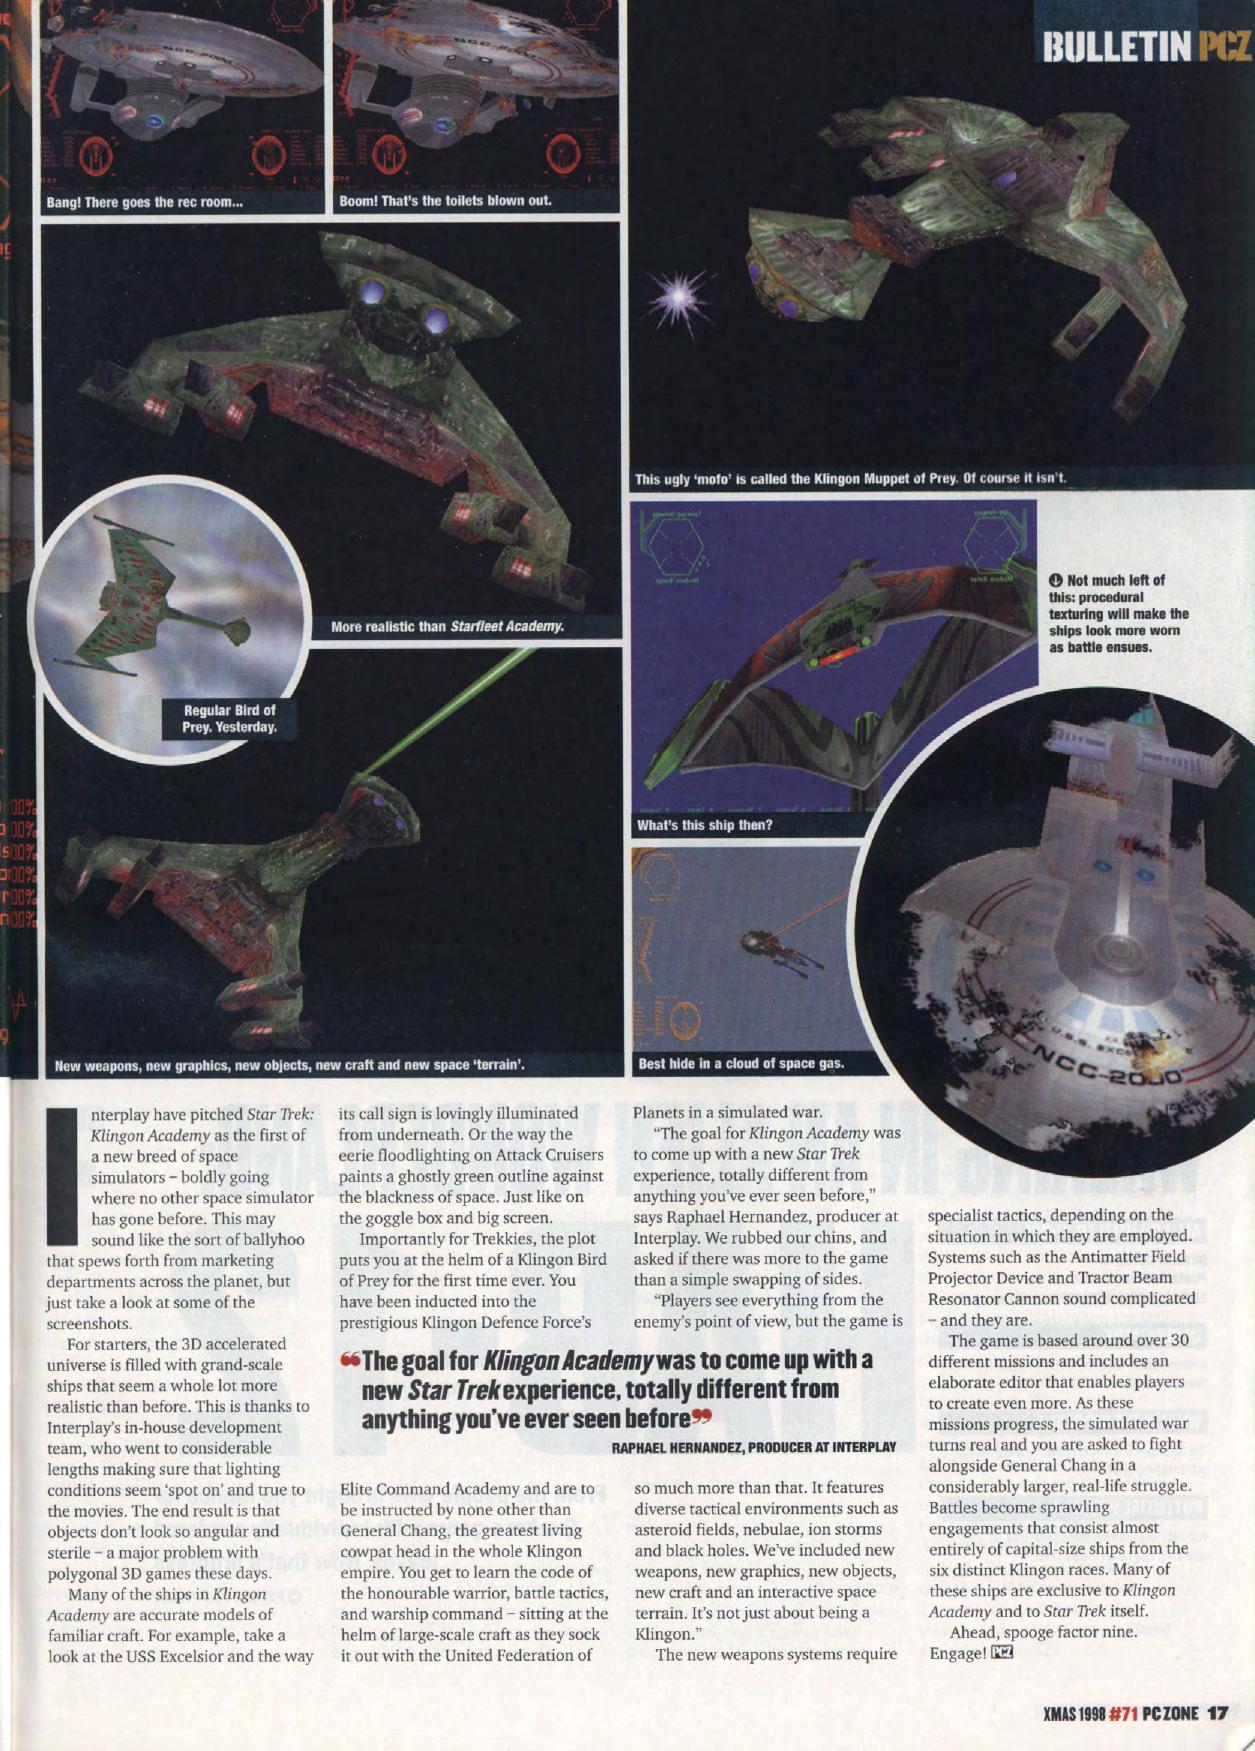 BULLETIN PCZ
Bang! There goes the rec room...
Boom! That's the toilets blown out.
This ugly 'mofo' is called the Klingon Muppet of Prey. Of course it isn't.
More realistic than Starfleet Academy.
Regular Bird of
Prey. Yesterday.
Not much left of
this: procedural
texturing will make the
ships look more worn
as battle ensues.
What's this ship then?
New weapons, new graphics, new objects, new craft and new space 'terrain'.
Best hide in a cloud of space gas.
NCC-2000
Interplay have pitched Star Trek:
Klingon Academy as the first of
a new breed of space
simulators – boldly going
where no other space simulator
has gone before. This may
sound like the sort of ballyhoo
that spews forth from marketing
departments across the planet, but
just take a look at some of the
screenshots.
For starters, the 3D accelerated
universe is filled with grand-scale
ships that seem a whole lot more
realistic than before. This is thanks to
Interplay's in-house development
team, who went to considerable
lengths making sure that lighting
conditions seem 'spot on' and true to
the movies. The end result is that
objects don't look so angular and
sterile – a major problem with
polygonal 3D games these days.
Many of the ships in Klingon
Academy are accurate models of
familiar craft. For example, take a
look at the USS Excelsior and the way
its call sign is lovingly illuminated
from underneath. Or the way the
eerie floodlighting on Attack Cruisers
paints a ghostly green outline against
the blackness of space. Just like on
the goggle box and big screen.
Importantly for Trekkies, the plot
puts you at the helm of a Klingon Bird
of Prey for the first time ever. You
have been inducted into the
prestigious Klingon Defence Force's
Elite Command Academy and are to
be instructed by none other than
General Chang, the greatest living
cowpat head in the whole Klingon
empire. You get to learn the code of
the honourable warrior, battle tactics,
and warship command – sitting at the
helm of large-scale craft as they sock
it out with the United Federation of
Planets in a simulated war.
"The goal for Klingon Academy was
to come up with a new Star Trek
experience, totally different from
anything you've ever seen before,"
says Raphael Hernandez, producer at
Interplay. We rubbed our chins, and
asked if there was more to the game
than a simple swapping of sides.
"Players see everything from the
enemy's point of view, but the game is
so much more than that. It features
diverse tactical environments such as
asteroid fields, nebulae, ion storms
and black holes. We've included new
weapons, new graphics, new objects,
new craft and an interactive space
terrain. It's not just about being a
Klingon."
The new weapons systems require
specialist tactics, depending on the
situation in which they are employed.
Systems such as the Antimatter Field
Projector Device and Tractor Beam
Resonator Cannon sound complicated
– and they are.
The game is based around over 30
different missions and includes an
elaborate editor that enables players
to create even more. As these
missions progress, the simulated war
turns real and you are asked to fight
alongside General Chang in a
considerably larger, real-life struggle.
Battles become sprawling
engagements that consist almost
entirely of capital-size ships from the
six distinct Klingon races. Many of
these ships are exclusive to Klingon
Academy and to Star Trek itself.
Ahead, spooge factor nine.
Engage! PCZ
“The goal for Klingon Academy was to come up with a
new Star Trek experience, totally different from
anything you've ever seen before”
RAPHAEL HERNANDEZ, PRODUCER AT INTERPLAY
XMAS 1998 #71 PC ZONE 17